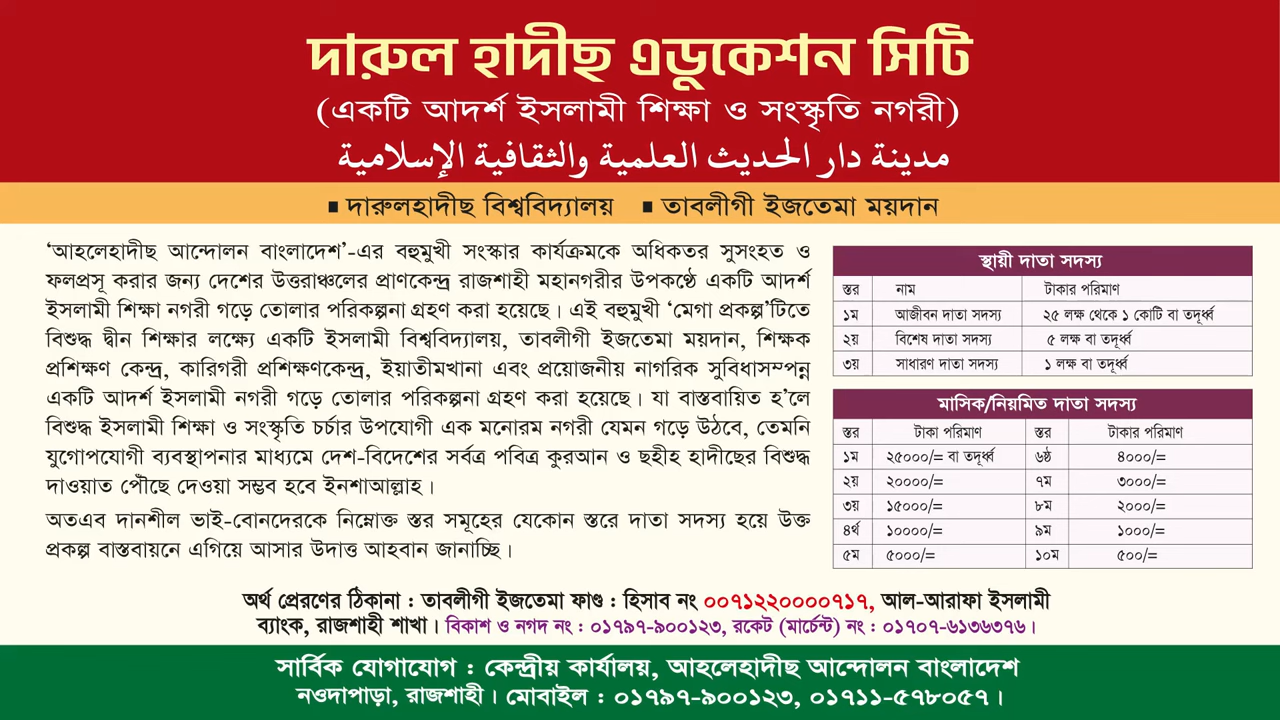 দারুল হাদীছ এডুকেশন সিটি
(একটি আদর্শ ইসলামী শিক্ষা ও সংস্কৃতি নগরী)
مدينة دار الحديث العلمية والثقافية الإسلامية
■ দারুলহাদীছ বিশ্ববিদ্যালয় ■ তাবলীগী ইজতেমা ময়দান
‘আহলেহাদীছ আন্দোলন বাংলাদেশ’-এর বহুমুখী সংস্কার কার্যক্রমকে অধিকতর সুসংহত ও
ফলপ্রসূ করার জন্য দেশের উত্তরাঞ্চলের প্রাণকেন্দ্র রাজশাহী মহানগরীর উপকণ্ঠে একটি আদর্শ
ইসলামী শিক্ষা নগরী গড়ে তোলার পরিকল্পনা গ্রহণ করা হয়েছে। এই বহুমুখী ‘মেগা প্রকল্প’টিতে
বিশুদ্ধ দ্বীন শিক্ষার লক্ষ্যে একটি ইসলামী বিশ্ববিদ্যালয়, তাবলীগী ইজতেমা ময়দান, শিক্ষক
প্রশিক্ষণ কেন্দ্র, কারিগরী প্রশিক্ষণকেন্দ্র, ইয়াতীমখানা এবং প্রয়োজনীয় নাগরিক সুবিধাসম্পন্ন
একটি আদর্শ ইসলামী নগরী গড়ে তোলার পরিকল্পনা গ্রহণ করা হয়েছে। যা বাস্তবায়িত হ’লে
বিশুদ্ধ ইসলামী শিক্ষা ও সংস্কৃতি চর্চার উপযোগী এক মনোরম নগরী যেমন গড়ে উঠবে, তেমনি
যুগোপযোগী ব্যবস্থাপনার মাধ্যমে দেশ-বিদেশের সর্বত্র পবিত্র কুরআন ও ছহীহ হাদীছের বিশুদ্ধ
দাওয়াত পৌঁছে দেওয়া সম্ভব হবে ইনশাআল্লাহ।
অতএব দানশীল ভাই-বোনদেরকে নিম্নোক্ত স্তর সমূহের যেকোন স্তরে দাতা সদস্য হয়ে উক্ত
প্রকল্প বাস্তবায়নে এগিয়ে আসার উদাত্ত আহবান জানাচ্ছি।
স্থায়ী দাতা সদস্য
স্তর নাম টাকার পরিমাণ
১ম আজীবন দাতা সদস্য ২৫ লক্ষ থেকে ১ কোটি বা তদূর্ধ্ব
২য় বিশেষ দাতা সদস্য ৫ লক্ষ বা তদূর্ধ্ব
৩য় সাধারণ দাতা সদস্য ১ লক্ষ বা তদূর্ধ্ব
মাসিক/নিয়মিত দাতা সদস্য
স্তর টাকা পরিমাণ স্তর টাকার পরিমাণ
১ম ২৫০০০/= বা তদূর্ধ্ব ৬ষ্ঠ ৪০০০/=
২য় ২০০০০/= ৭ম ৩০০০/=
৩য় ১৫০০০/= ৮ম ২০০০/=
৪র্থ ১০০০০/= ৯ম ১০০০/=
৫ম ৫০০০/= ১০ম ৫০০/=
অর্থ প্রেরণের ঠিকানা : তাবলীগী ইজতেমা ফাণ্ড : হিসাব নং ০০৭১২২০০০০৭১৭, আল-আরাফা ইসলামী
ব্যাংক, রাজশাহী শাখা। বিকাশ ও নগদ নং : ০১৭৯৭-৯০০১২৩, রকেট (মার্চেন্ট) নং : ০১৭০৭-৬১৩৬৩৭৬।
সার্বিক যোগাযোগ : কেন্দ্রীয় কার্যালয়, আহলেহাদীছ আন্দোলন বাংলাদেশ
নওদাপাড়া, রাজশাহী। মোবাইল : ০১৭৯৭-৯০০১২৩, ০১৭১১-৫৭৮০৫৭।